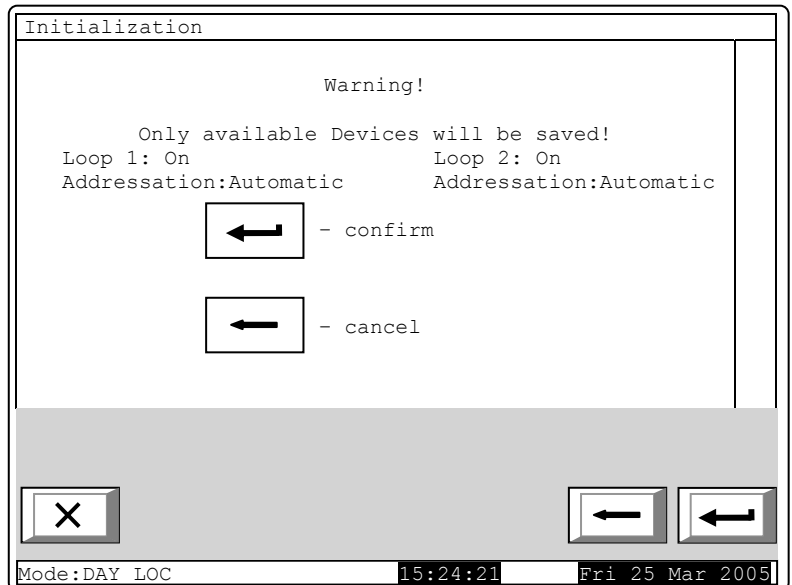 Initialization
Warning!
Only available Devices will be saved!
Loop 1: On Loop 2: On
Addressation:Automatic Addressation:Automatic
- confirm
- cancel
Mode:DAY LOC 15:24:21 Fri 25 Mar 2005